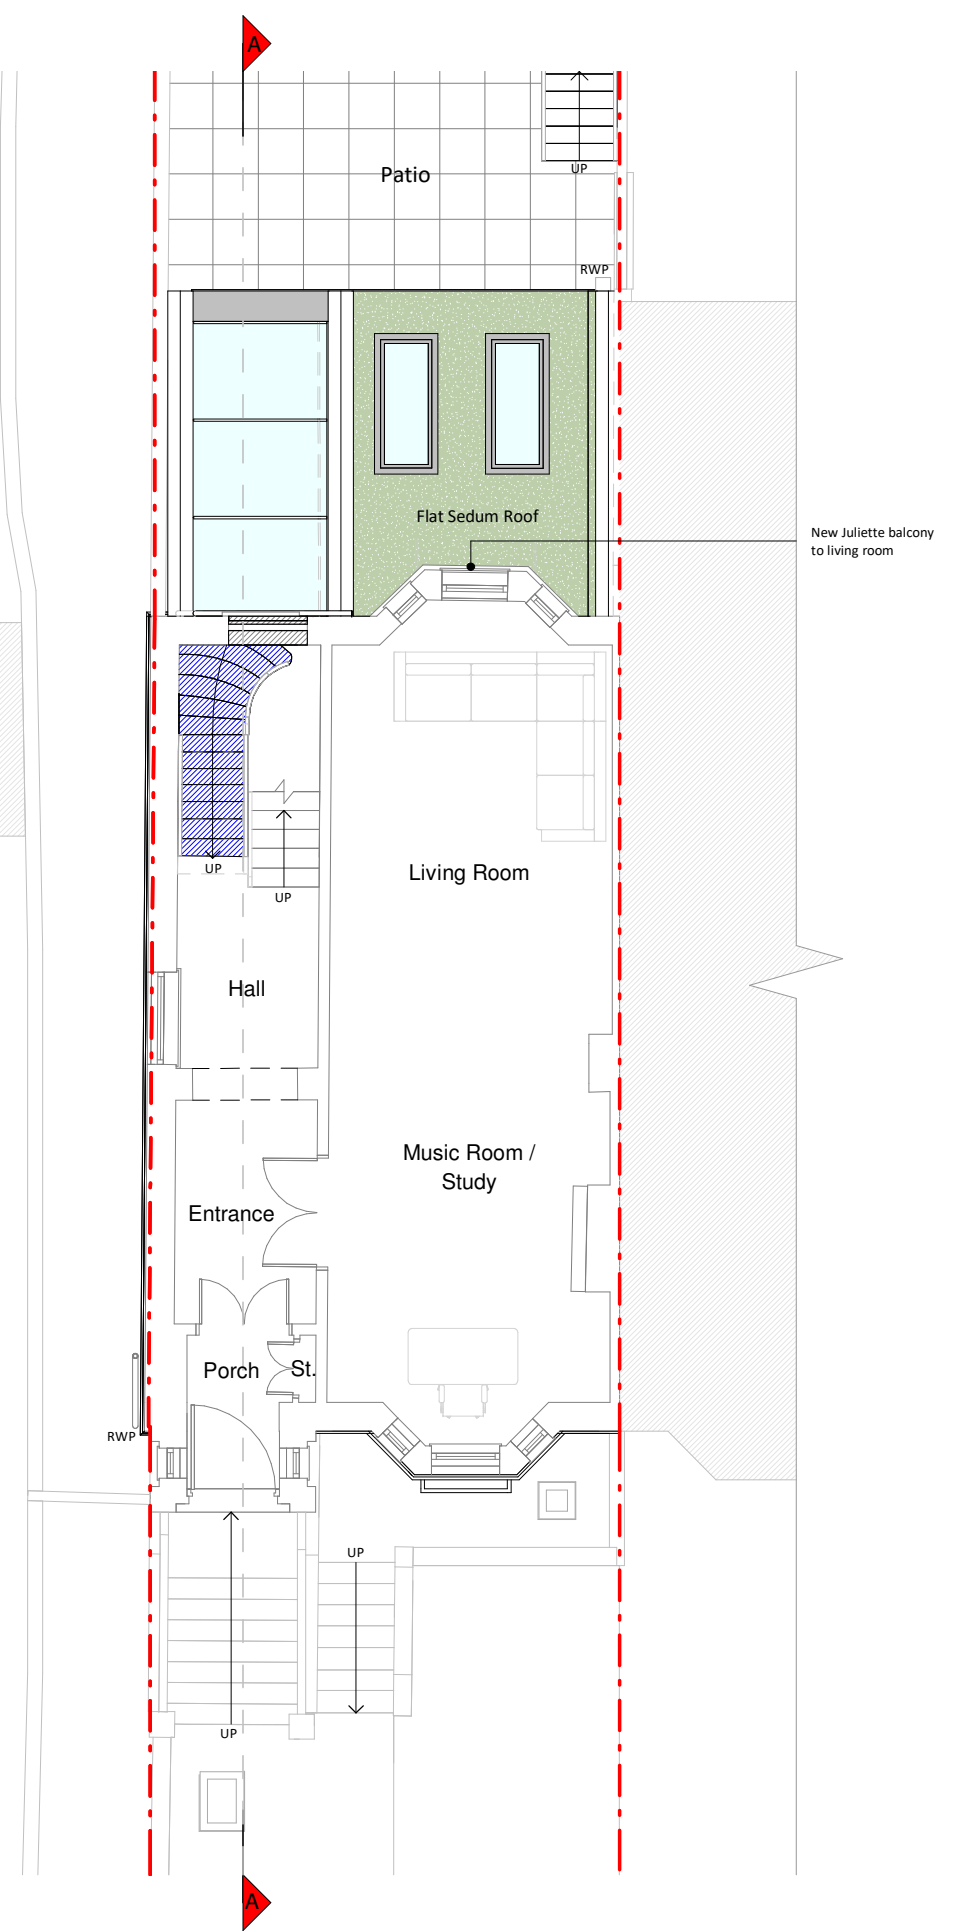 A
Patio
UP
RWP
Flat Sedum Roof
New Juliette balcony
to living room
UP
Living Room
UP
Hall
Music Room /
Study
Entrance
Porch
St.
RWP
UP
UP
A